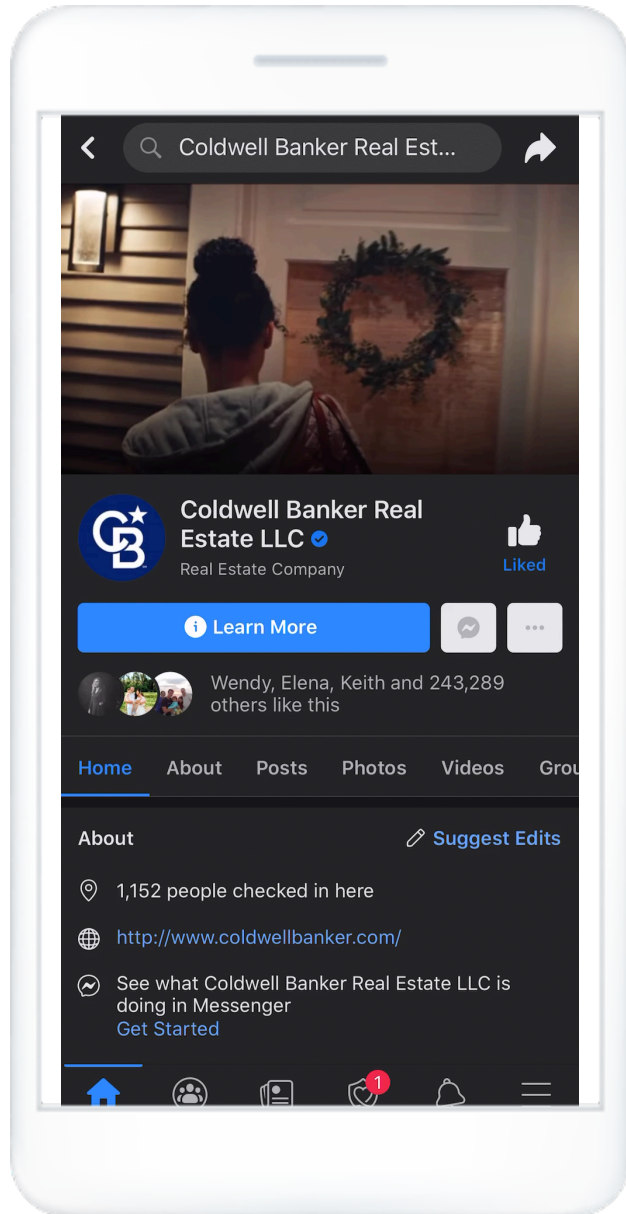 Coldwell Banker Real Est...
CB
Coldwell Banker Real
Estate LLC
Real Estate Company
Liked
Learn More
Wendy, Elena, Keith and 243,289
others like this
Home About Posts Photos Videos Grou
About
Suggest Edits
1,152 people checked in here
http://www.coldwellbanker.com/
See what Coldwell Banker Real Estate LLC is
doing in Messenger
Get Started
1